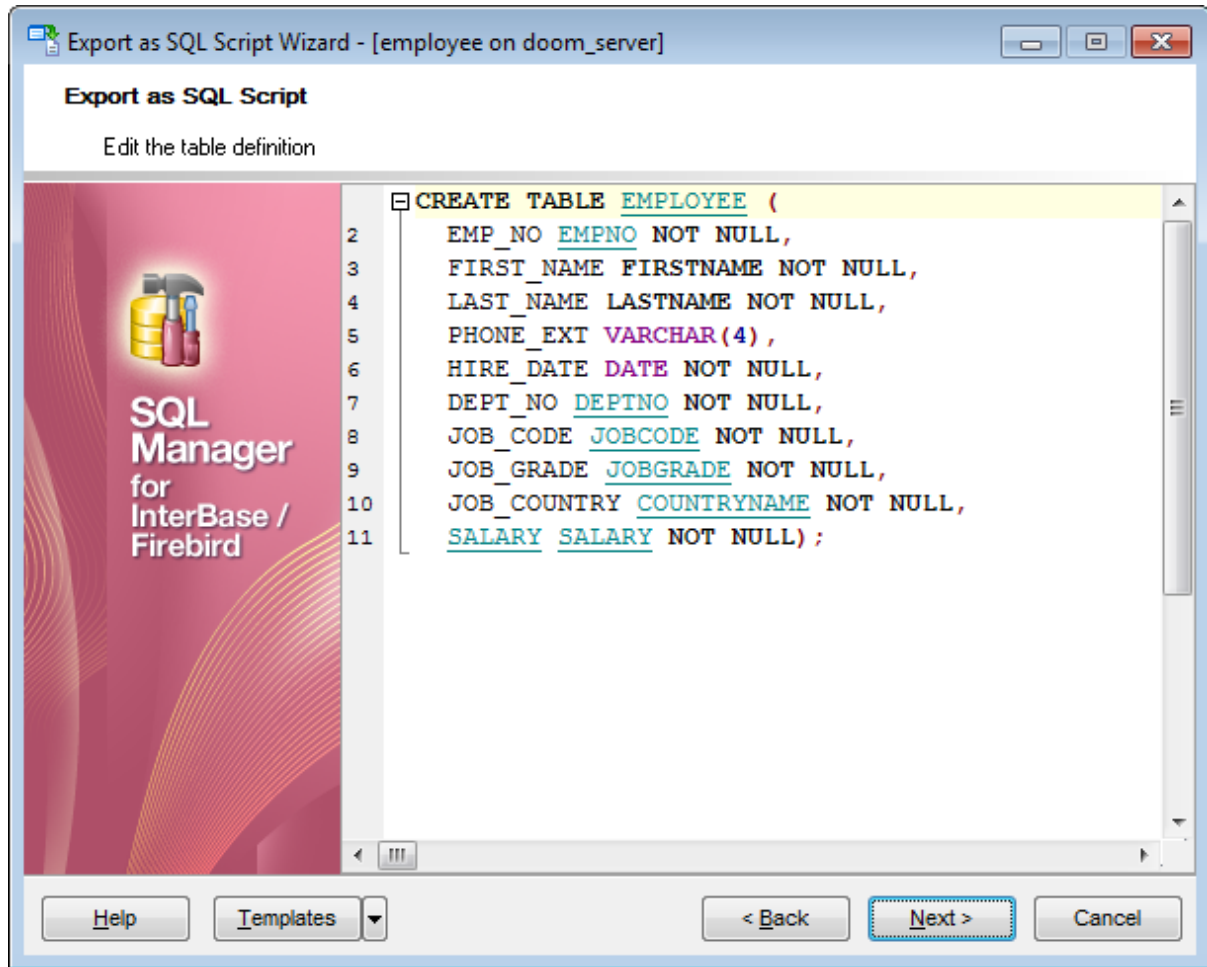 Export as SQL Script Wizard - [employee on doom_server]
Export as SQL Script
Edit the table definition
SQL
Manager
for
InterBase /
Firebird
CREATE TABLE EMPLOYEE (
2 EMP_NO EMPNO NOT NULL,
3 FIRST_NAME FIRSTNAME NOT NULL,
4 LAST_NAME LASTNAME NOT NULL,
5 PHONE_EXT VARCHAR(4),
6 HIRE_DATE DATE NOT NULL,
7 DEPT_NO DEPTNO NOT NULL,
8 JOB_CODE JOBCODE NOT NULL,
9 JOB_GRADE JOBGRADE NOT NULL,
10 JOB_COUNTRY COUNTRYNAME NOT NULL,
11 SALARY SALARY NOT NULL);
Help Templates < Back Next > Cancel